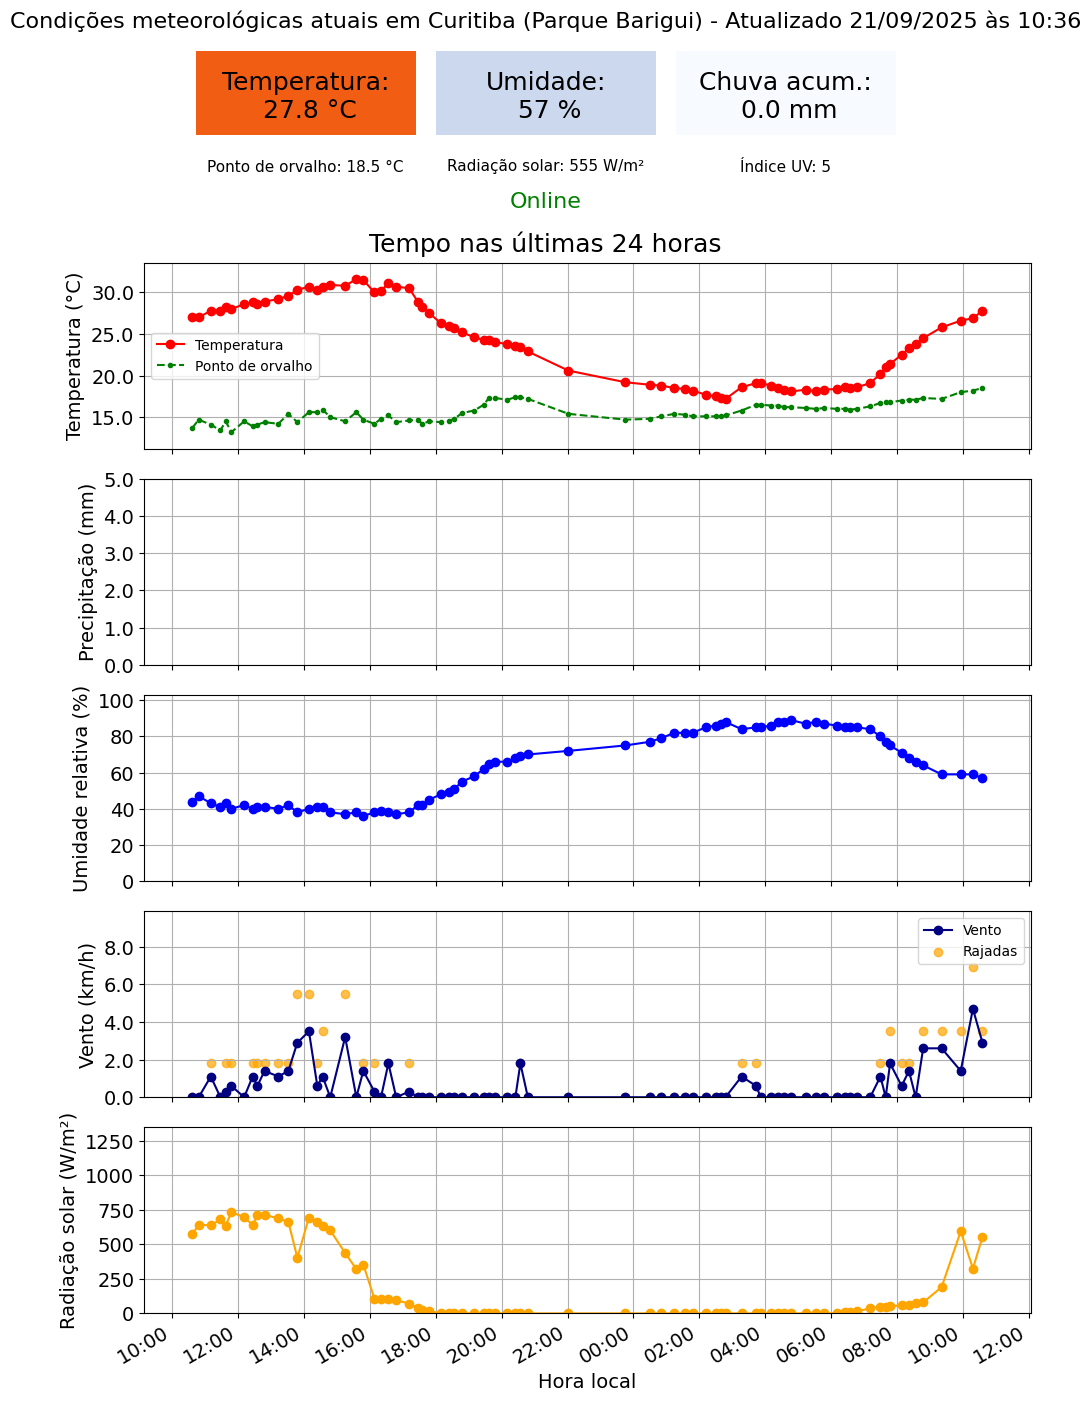 Condições meteorológicas atuais em Curitiba (Parque Barigui) - Atualizado 21/09/2025 às 10:36
Temperatura:
27.8 °C
Umidade:
57 %
Chuva acum.:
0.0 mm
Ponto de orvalho: 18.5 °C
Radiação solar: 555 W/m²
Índice UV: 5
Online
Tempo nas últimas 24 horas
Temperatura (°C)
30.0
25.0
20.0
15.0
Temperatura
Ponto de orvalho
Precipitação (mm)
5.0
4.0
3.0
2.0
1.0
0.0
Umidade relativa (%)
100
80
60
40
20
0
Vento (km/h)
8.0
6.0
4.0
2.0
0.0
Vento
Rajadas
Radiação solar (W/m²)
1250
1000
750
500
250
0
10:00 12:00 14:00 16:00 18:00 20:00 22:00 00:00 02:00 04:00 06:00 08:00 10:00 12:00
Hora local